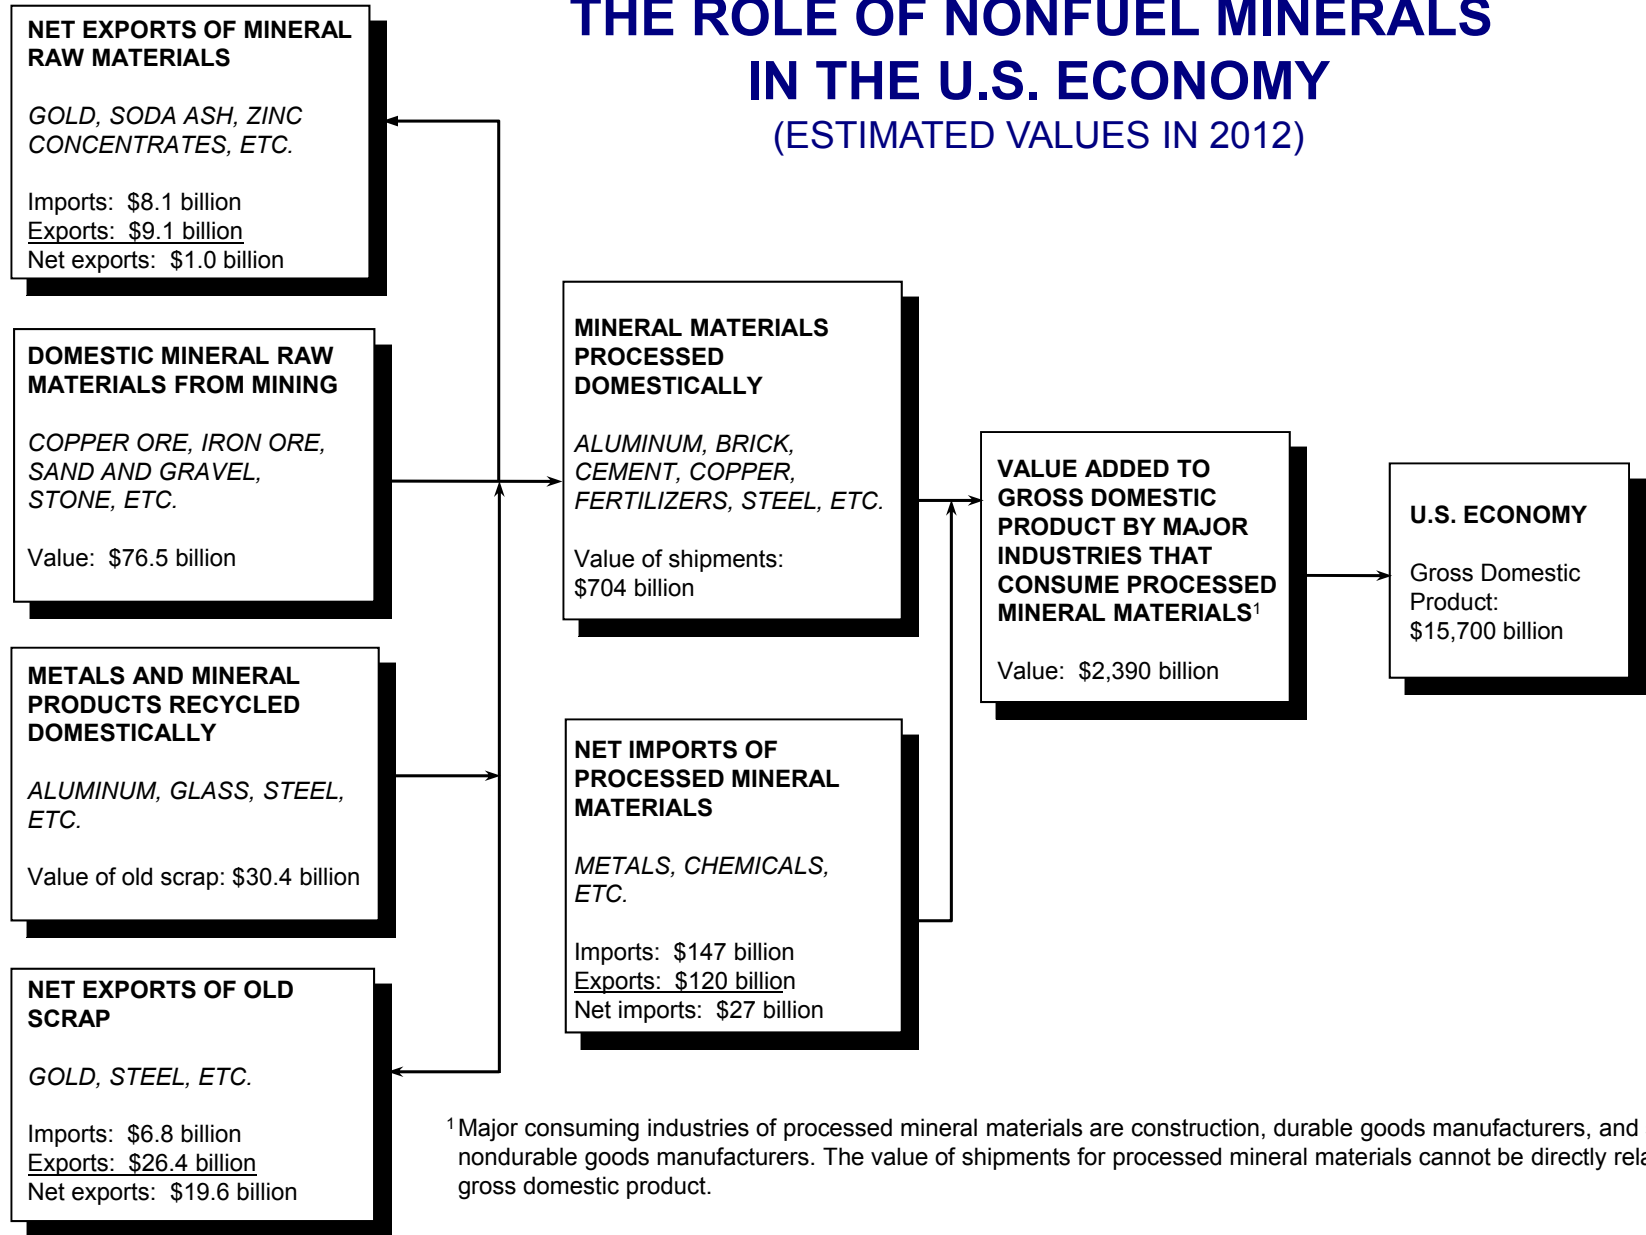 THE ROLE OF NONFUEL MINERALS
IN THE U.S. ECONOMY
(ESTIMATED VALUES IN 2012)
NET EXPORTS OF MINERAL
RAW MATERIALS
GOLD, SODA ASH, ZINC
CONCENTRATES, ETC.
Imports: $8.1 billion
Exports: $9.1 billion
Net exports: $1.0 billion
DOMESTIC MINERAL RAW
MATERIALS FROM MINING
COPPER ORE, IRON ORE,
SAND AND GRAVEL,
STONE, ETC.
Value: $76.5 billion
METALS AND MINERAL
PRODUCTS RECYCLED
DOMESTICALLY
ALUMINUM, GLASS, STEEL,
ETC.
Value of old scrap: $30.4 billion
NET EXPORTS OF OLD
SCRAP
GOLD, STEEL, ETC.
Imports: $6.8 billion
Exports: $26.4 billion
Net exports: $19.6 billion
MINERAL MATERIALS
PROCESSED
DOMESTICALLY
ALUMINUM, BRICK,
CEMENT, COPPER,
FERTILIZERS, STEEL, ETC.
Value of shipments:
$704 billion
NET IMPORTS OF
PROCESSED MINERAL
MATERIALS
METALS, CHEMICALS,
ETC.
Imports: $147 billion
Exports: $120 billion
Net imports: $27 billion
VALUE ADDED TO
GROSS DOMESTIC
PRODUCT BY MAJOR
INDUSTRIES THAT
CONSUME PROCESSED
MINERAL MATERIALS¹
Value: $2,390 billion
U.S. ECONOMY
Gross Domestic
Product:
$15,700 billion
¹ Major consuming industries of processed mineral materials are construction, durable goods manufacturers, and
nondurable goods manufacturers. The value of shipments for processed mineral materials cannot be directly
gross domestic product.